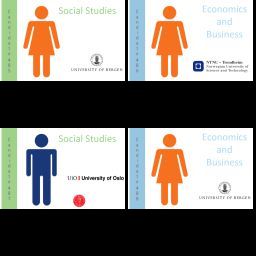 Social Studies
UNIVERSITY OF BERGEN
Economics
and
Business
NTNU – Trondheim
Norwegian University of
Science and Technology
Social Studies
UiO
University of Oslo
Economics
and
Business
UNIVERSITY OF BERGEN